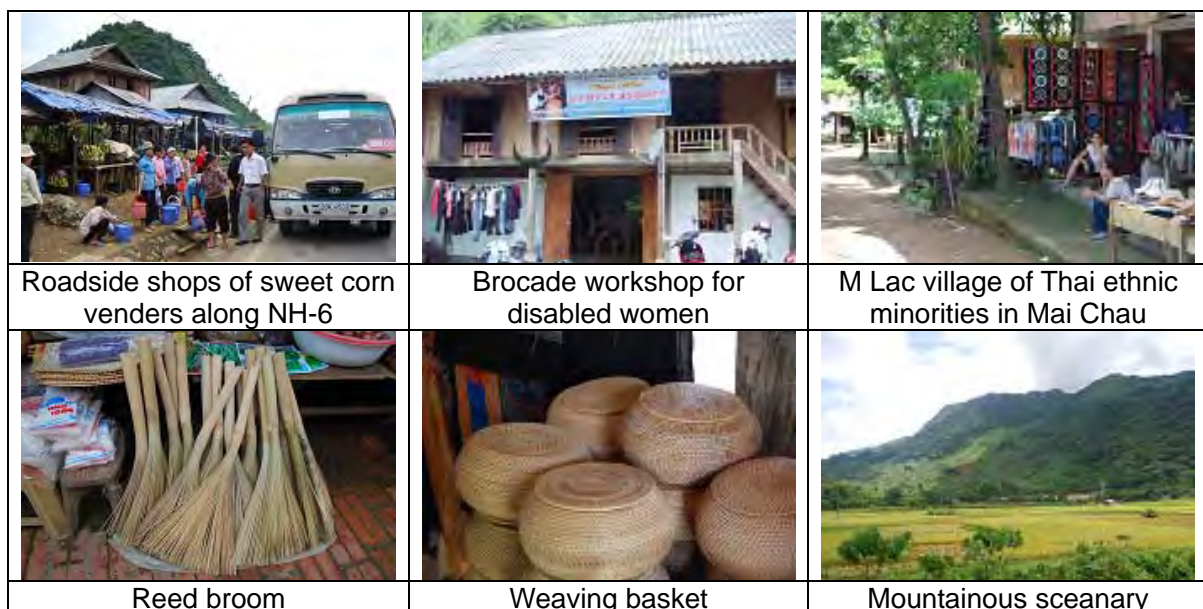 Roadside shops of sweet corn
venders along NH-6
Brocade workshop for
disabled women
M Lac village of Thai ethnic
minorities in Mai Chau
Reed broom
Weaving basket
Mountainous sceanary